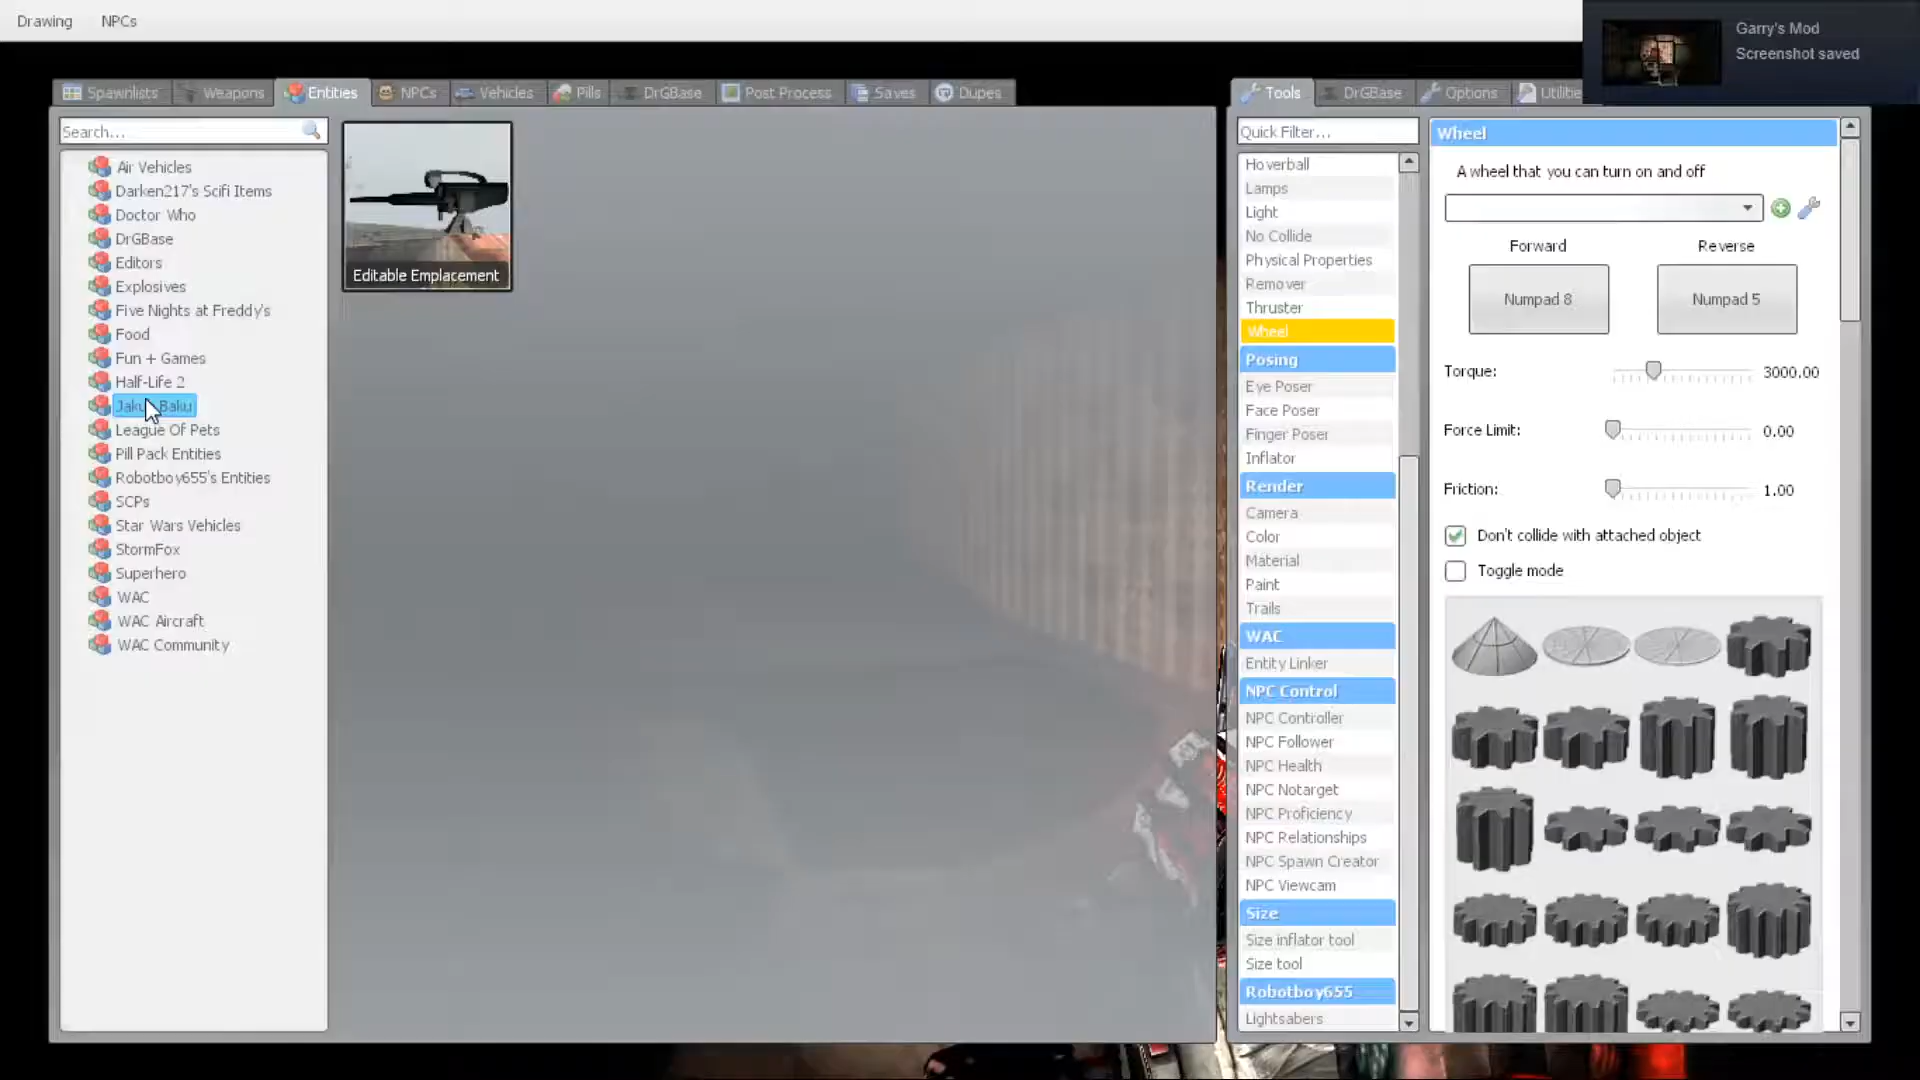 Drawing NPCs
Garry's Mod
Screenshot saved
Spawnlists Weapons Entities NPCs Vehicles Pills DrGBase Post Process Saves Dupes
Search...
Air Vehicles
Darken217's Scifi Items
Doctor Who
DrGBase
Editors
Explosives
Five Nights at Freddy's
Food
Fun + Games
Half-Life 2
Baku
League Of Pets
Pill Pack Entities
Robotboy655's Entities
SCPs
Star Wars Vehicles
StormFox
Superhero
WAC
WAC Aircraft
WAC Community
Editable Emplacement
Tools DrGBase Options
Quick Filter...
Hoverball
Lamps
Light
No Collide
Physical Properties
Remover
Thruster
Wheel
Posing
Eye Poser
Face Poser
Finger Poser
Inflator
Render
Camera
Color
Material
Paint
Trails
WAC
Entity Linker
NPC Control
NPC Controller
NPC Follower
NPC Health
NPC Notarget
NPC Proficiency
NPC Relationships
NPC Spawn Creator
NPC Viewcam
Size
Size inflator tool
Size tool
Robotboy655
Lightsabers
Wheel
A wheel that you can turn on and off
Forward Reverse
Numpad 8 Numpad 5
Torque: 3000.00
Force Limit: 0.00
Friction: 1.00
Don't collide with attached object
Toggle mode